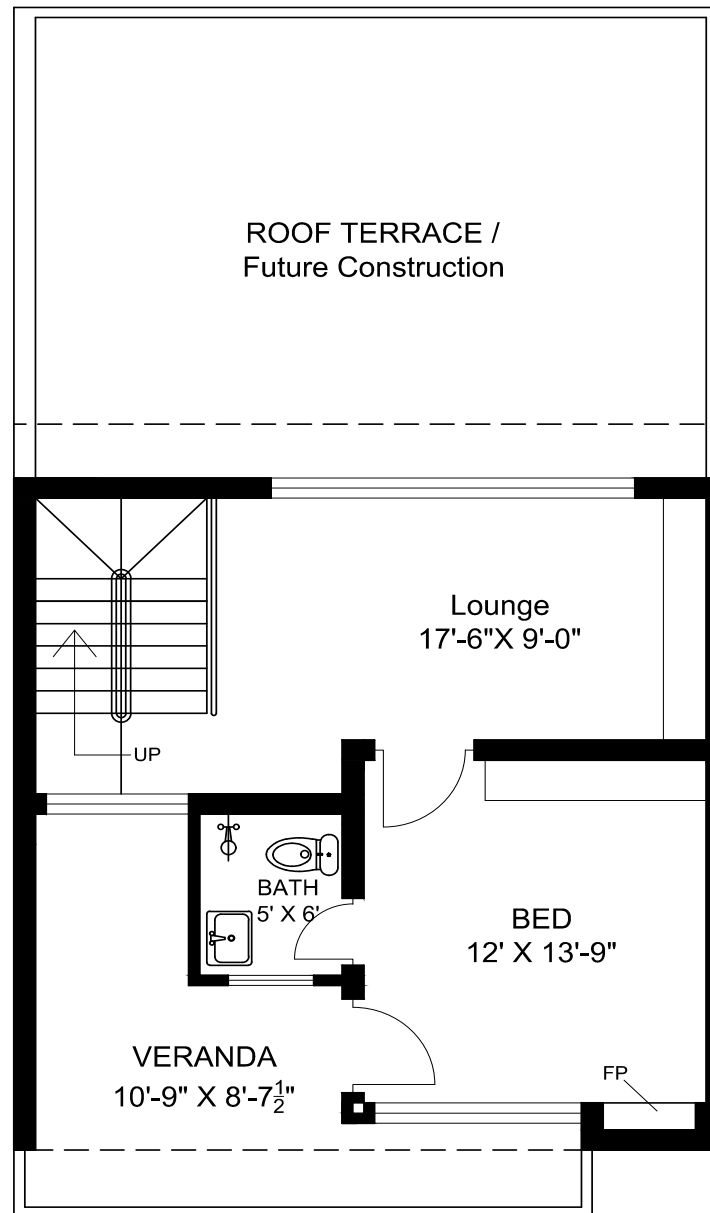 ROOF TERRACE /
Future Construction
Lounge
17'-6"X 9'-0"
UP
BATH
5' X 6'
BED
12' X 13'-9"
VERANDA
10'-9" X 8'-7½"
FP